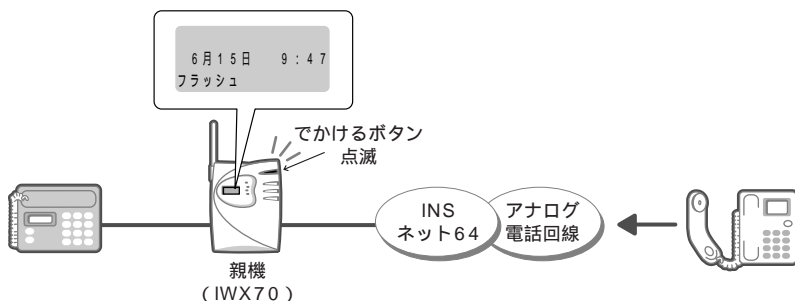 6月15日 9:47
フラッシュ
でかけるボタン
点滅
INS
ネット64
アナログ
電話回線
親機
(IWX70)